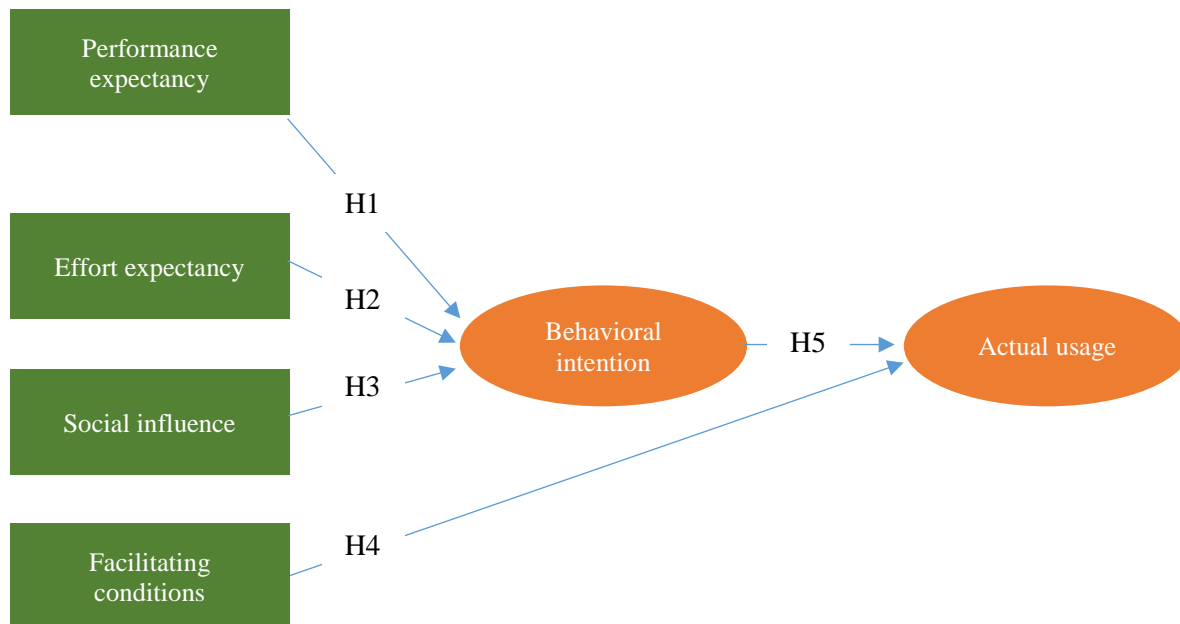 Performance
expectancy
H1
Effort expectancy
H2
Behavioral
intention
H5
Actual usage
H3
Social influence
H4
Facilitating
conditions